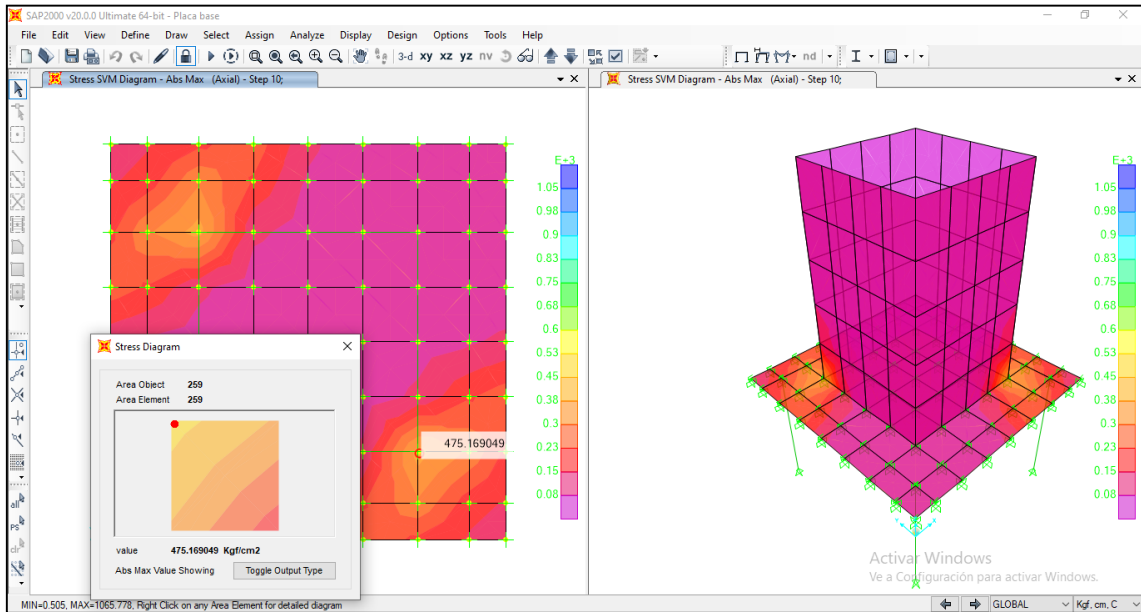 SAP2000 v20.0.0 Ultimate 64-bit - Placa base
File Edit View Define Draw Select Assign Analyze Display Design Options Tools Help
3-d xy xz yz nv nd
Stress SVM Diagram - Abs Max (Axial) - Step 10;
E+3
1.05
0.98
0.9
0.83
0.75
0.68
0.6
0.53
0.45
0.38
0.3
0.23
0.15
0.08
475.169049
Stress Diagram
Area Object 259
Area Element 259
value 475.169049 Kgf/cm2
Abs Max Value Showing Toggle Output Type
Stress SVM Diagram - Abs Max (Axial) - Step 10;
E+3
1.05
0.98
0.9
0.83
0.75
0.68
0.6
0.53
0.45
0.38
0.3
0.23
0.15
0.08
Activar Windows
Ve a Configuración para activar Windows.
all
PS
clr
MIN=0.505, MAX=1065.778, Right Click on any Area Element for detailed diagram
GLOBAL Kgf, cm, C